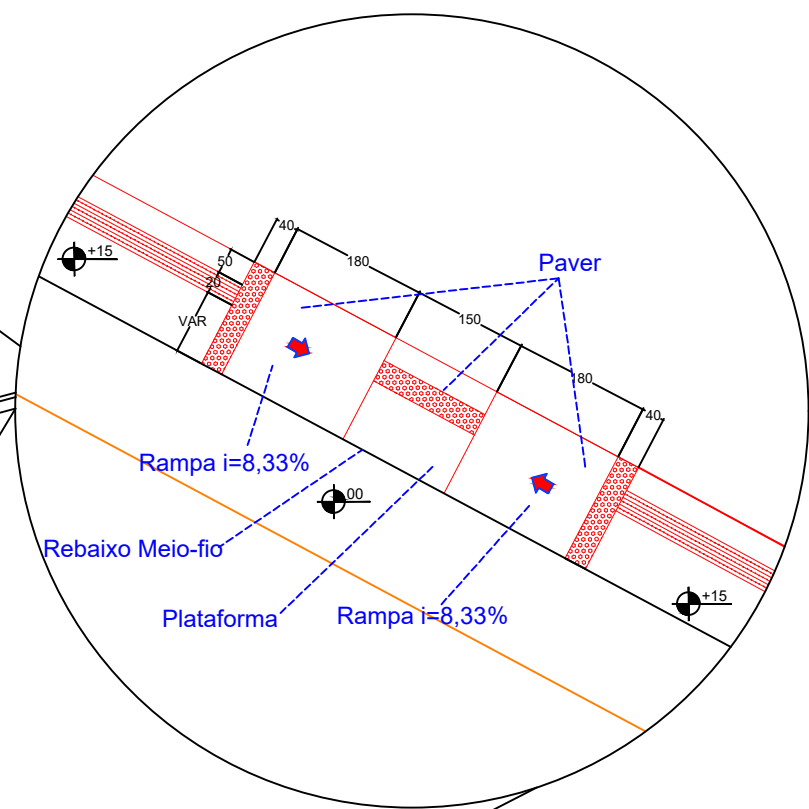 40
+15
50
180
Paver
20
150
VAR
80
40
Rampa i=8,33%
00
Rebaixo Meio-fio
+15
Plataforma
Rampa i=8,33%